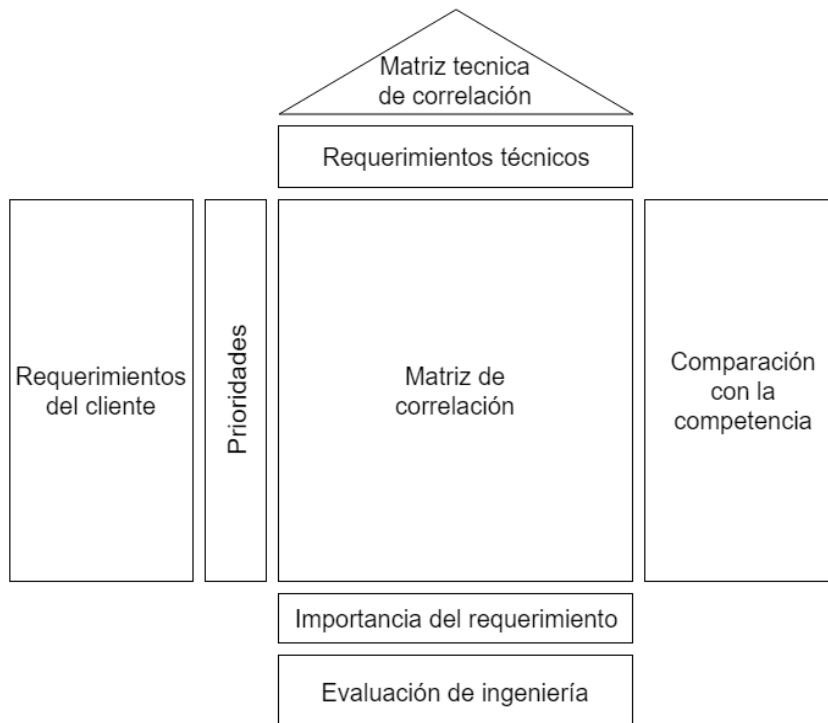 Matriz tecnica
de correlación
Requerimientos técnicos
Requerimientos
del cliente
Prioridades
Matriz de
correlación
Comparación
con la
competencia
Importancia del requerimiento
Evaluación de ingeniería